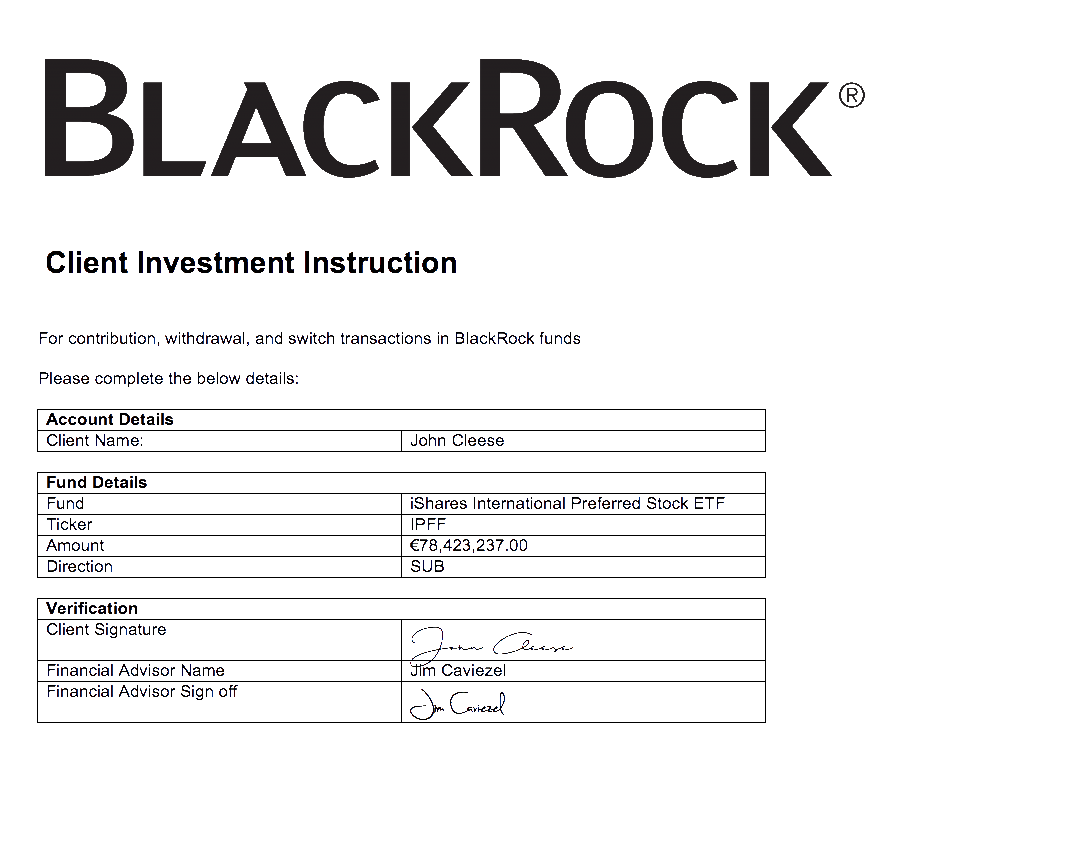 BLACKROCK®
Client Investment Instruction
For contribution, withdrawal, and switch transactions in BlackRock funds
Please complete the below details:
Account Details
Client Name: John Cleese
Fund Details
Fund iShares International Preferred Stock ETF
Ticker IPFF
Amount €78,423,237.00
Direction SUB
Verification
Client Signature John Cleese
Financial Advisor Name Jim Caviezel
Financial Advisor Sign off Jim Caviezel